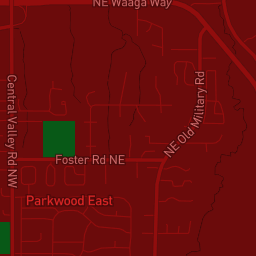 NE Waaga Way
Central Valley Rd NW
NE Old Military Rd
Foster Rd NE
Parkwood East